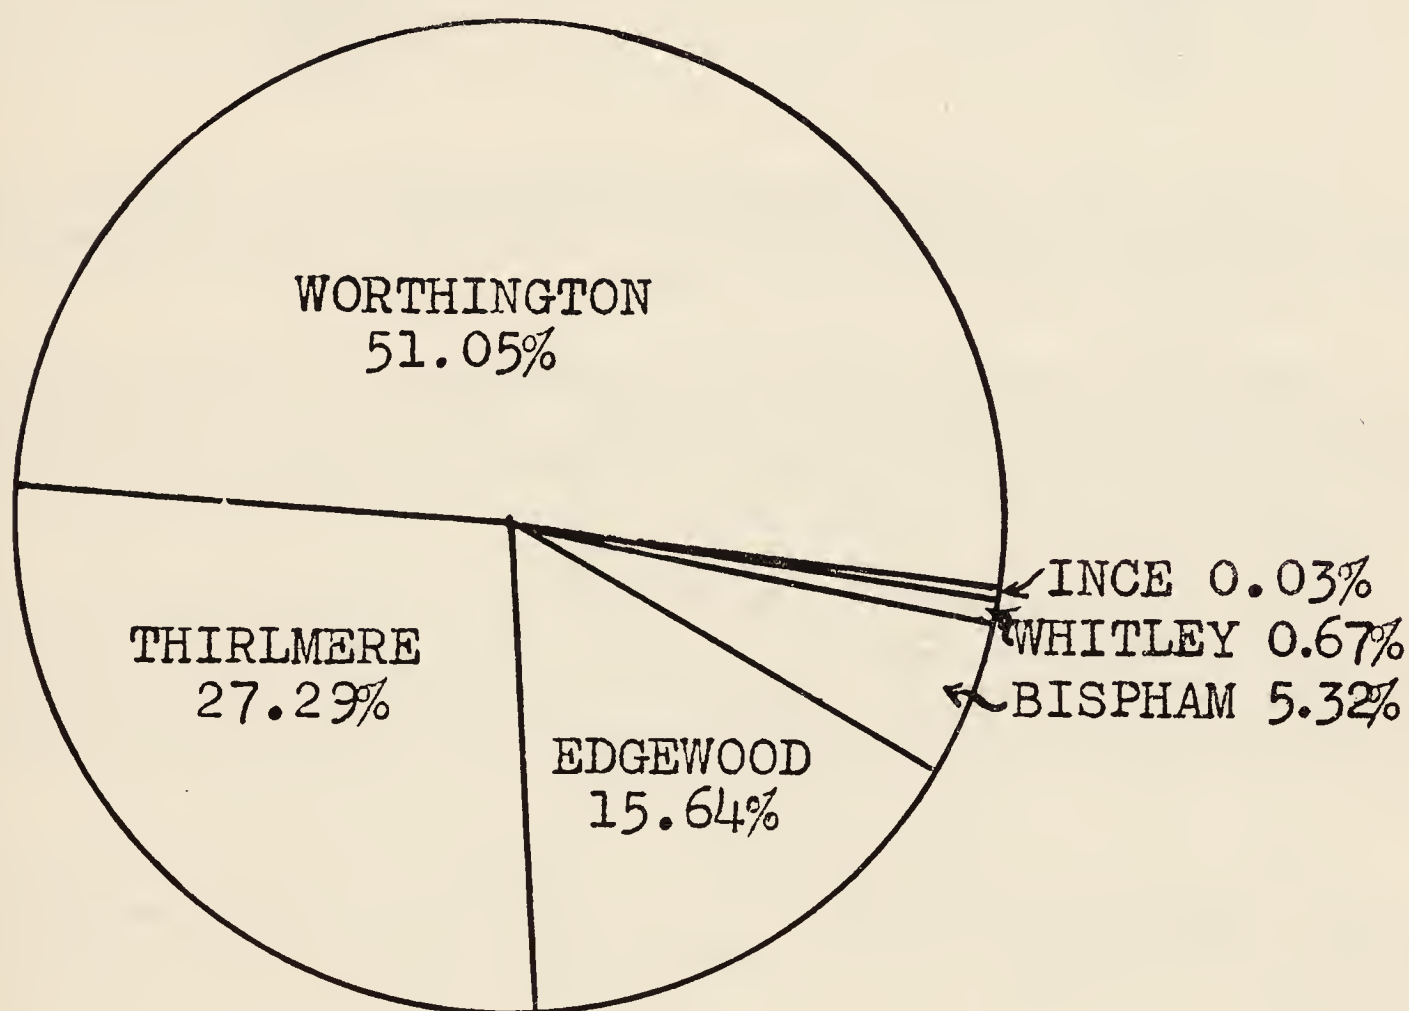 WORTHINGTON
51.05%
INCE 0.03%
WHITLEY 0.67%
BISPHAM 5.32%
THIRLMERE
27.29%
EDGEWOOD
15.64%